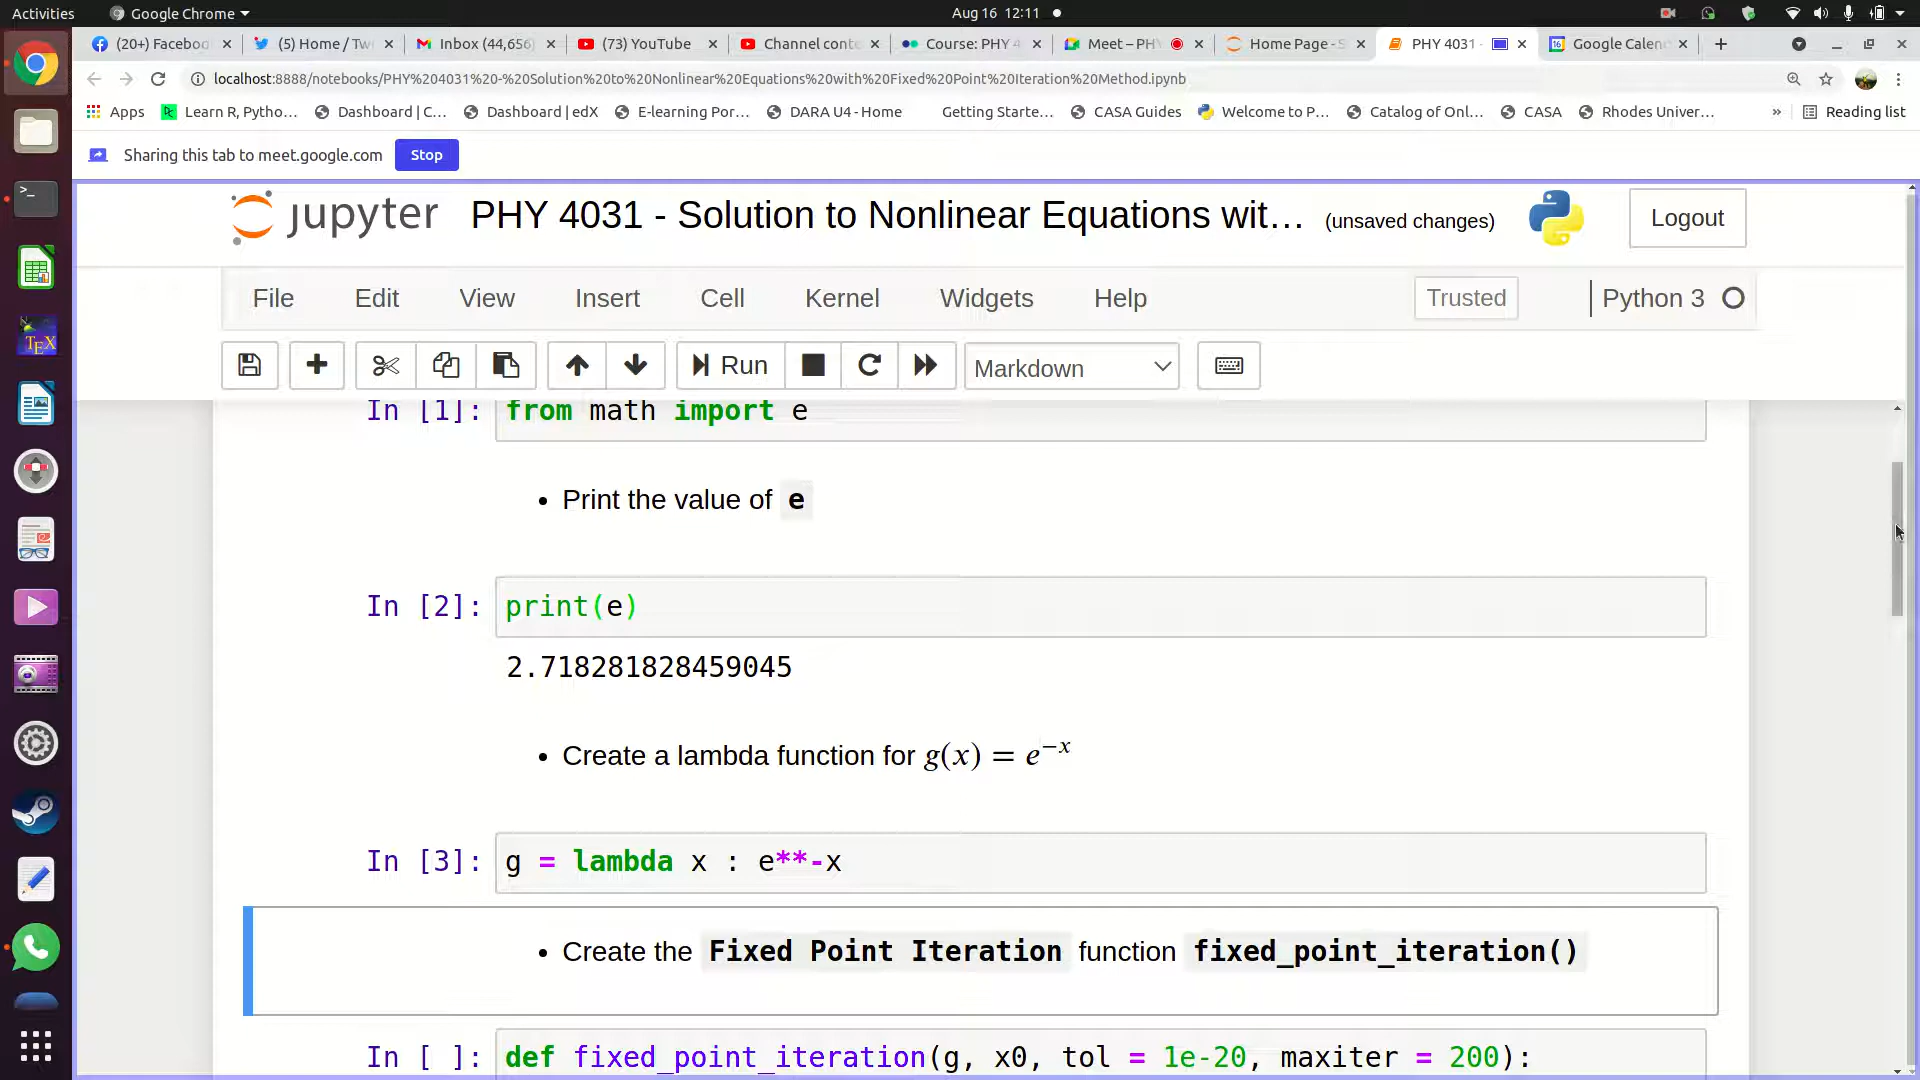 Activities Google Chrome Aug 16 12:11
(20+) Faceboo (5) Home / Tw Inbox (44,656) (73) YouTube Channel conte Course: PHY 4 Meet – PHY Home Page - S PHY 4031 - Google Calen
localhost:8888/notebooks/PHY%204031%20-%20Solution%20to%20Nonlinear%20Equations%20with%20Fixed%20Point%20Iteration%20Method.ipynb
Apps Learn R, Pytho... Dashboard | C... Dashboard | edX E-learning Por... DARA U4 - Home Getting Starte... CASA Guides Welcome to P... Catalog of Onl... CASA Rhodes Univer... » Reading list
Sharing this tab to meet.google.com Stop
jupyter PHY 4031 - Solution to Nonlinear Equations wit... (unsaved changes) Logout
File Edit View Insert Cell Kernel Widgets Help Trusted Python 3
Run Markdown
In [1]: from math import e
• Print the value of e
In [2]: print(e)
2.718281828459045
• Create a lambda function for g(x) = e^{−x}
In [3]: g = lambda x : e**-x
• Create the Fixed Point Iteration function fixed_point_iteration()
In [ ]: def fixed_point_iteration(g, x0, tol = 1e-20, maxiter = 200):